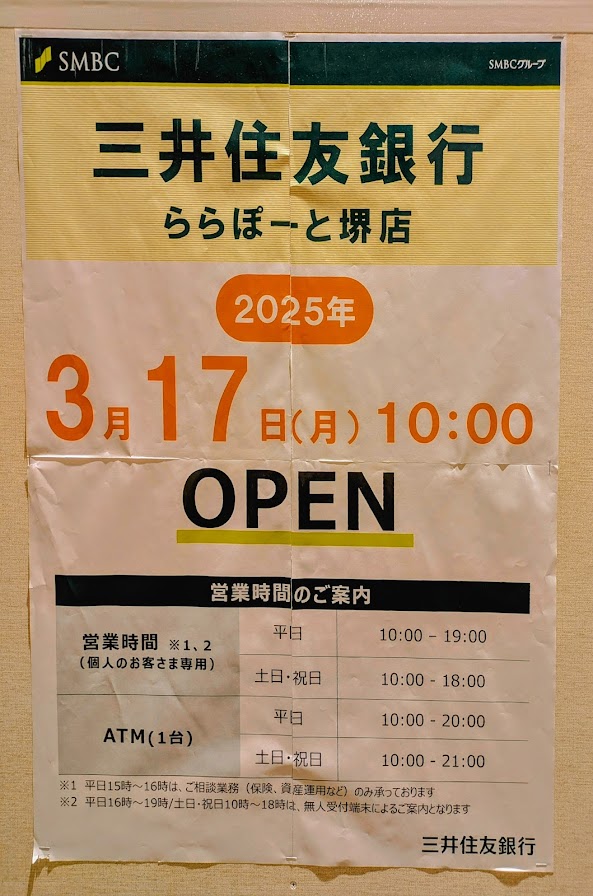 SMBC
SMBCグループ
三井住友銀行
ららぽーと堺店
2025年
3月17日(月) 10:00
OPEN
営業時間のご案内
営業時間 ※1、2
(個人のお客さま専用)
平日 10:00 – 19:00
土日・祝日 10:00 - 18:00
ATM(1台)
平日 10:00 - 20:00
土日・祝日 10:00 - 21:00
※1 平日15時～16時は、ご相談業務（保険、資産運用など）のみ承っております
※2 平日16時～19時/土日・祝日10時～18時は、無人受付端末によるご案内となります
三井住友銀行